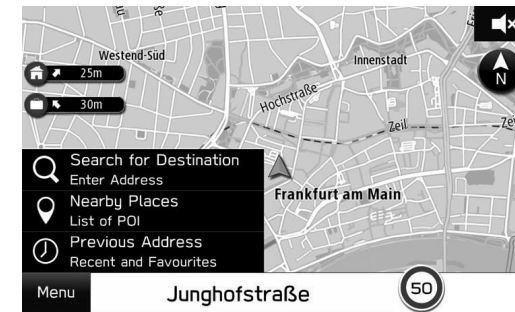 Westend-Süd
Innenstadt
N
25m
30m
Hochstraße
Zeil
Search for Destination
Enter Address
Nearby Places
List of POI
Frankfurt am Main
Previous Address
Recent and Favourites
Menu
Junghofstraße
50